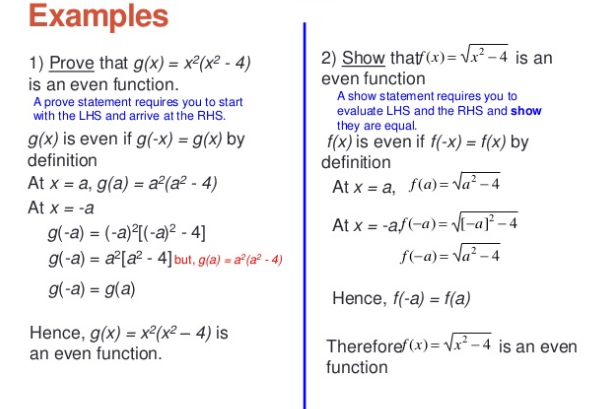 Examples
1) Prove that g(x) = x²(x² - 4)
is an even function.
A prove statement requires you to start
with the LHS and arrive at the RHS.
g(x) is even if g(-x) = g(x) by
definition
At x = a, g(a) = a²(a² - 4)
At x = -a
g(-a) = (-a)²[(-a)² - 4]
g(-a) = a²[a² - 4] but, g(a) = a²(a² - 4)
g(-a) = g(a)
Hence, g(x) = x²(x² – 4) is
an even function.
2) Show that f(x) = √(x² – 4) is an
even function
A show statement requires you to
evaluate LHS and the RHS and show
they are equal.
f(x) is even if f(-x) = f(x) by
definition
At x = a, f(a) = √(a² – 4)
At x = -a f(–a) = √([–a]² – 4)
f(–a) = √(a² – 4)
Hence, f(-a) = f(a)
Therefore f(x) = √(x² – 4) is an even
function